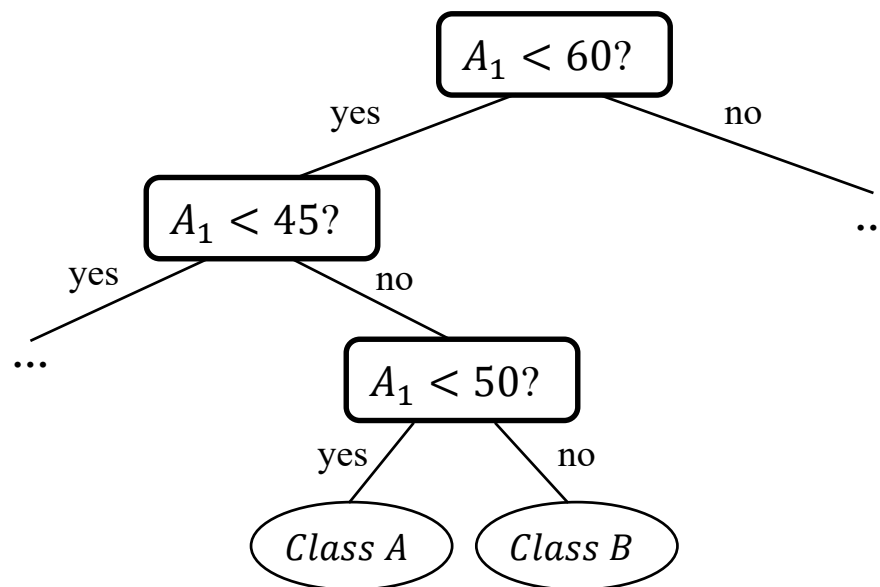 A₁ < 60?
yes
no
A₁ < 45?
..
yes
no
...
A₁ < 50?
yes
no
Class A
Class B